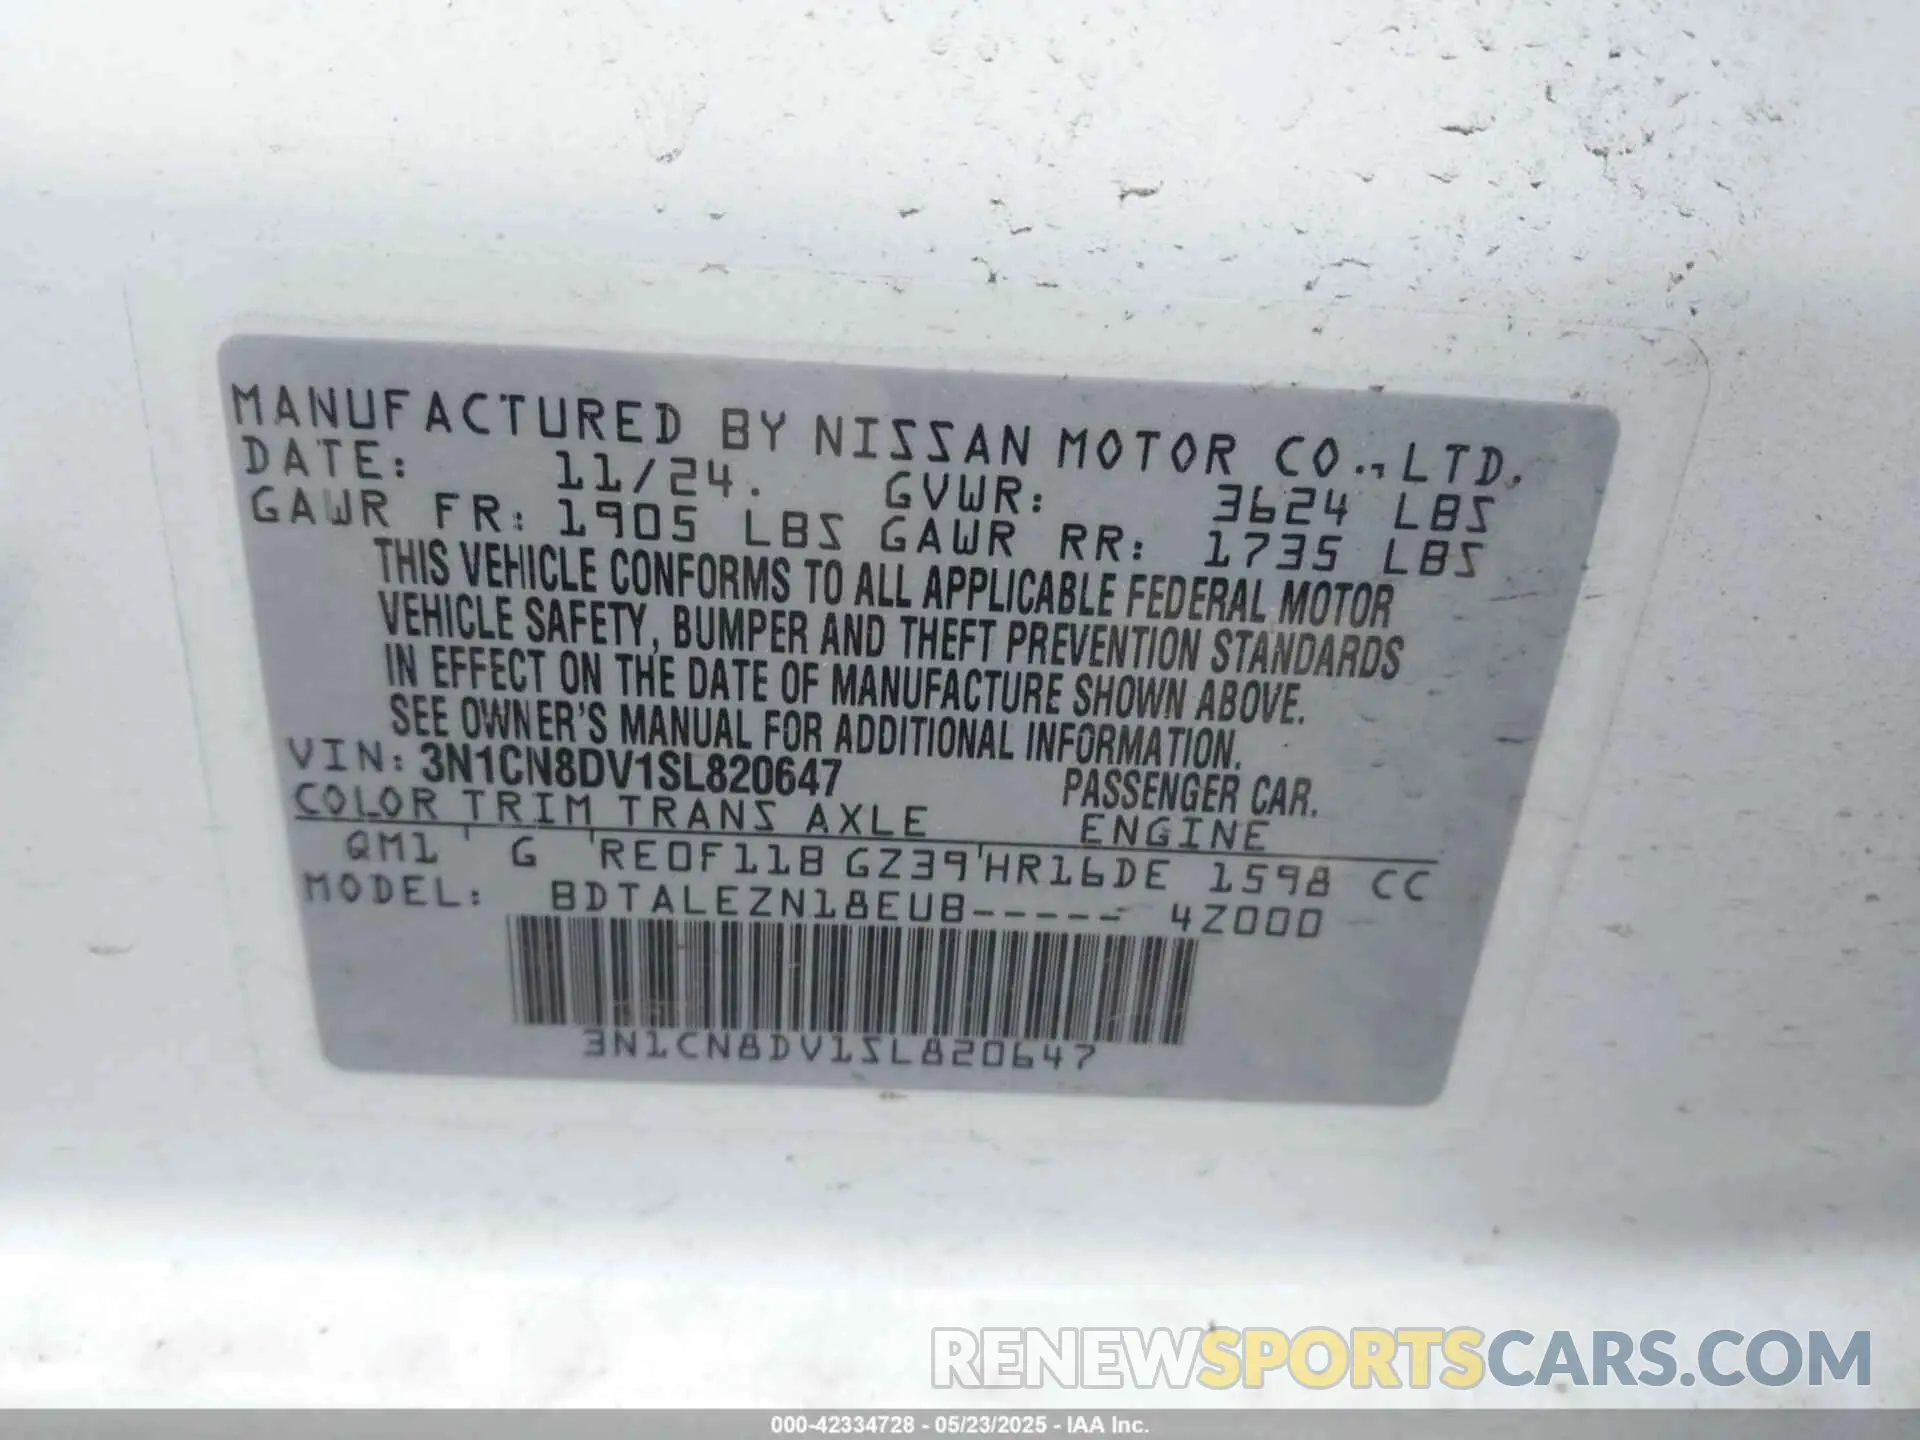 MANUFACTURED BY NISSAN MOTOR CO., LTD.
DATE: 11/24. GVWR: 3624 LBS
GAWR FR: 1905 LBS GAWR RR: 1735 LBS
THIS VEHICLE CONFORMS TO ALL APPLICABLE FEDERAL MOTOR
VEHICLE SAFETY, BUMPER AND THEFT PREVENTION STANDARDS
IN EFFECT ON THE DATE OF MANUFACTURE SHOWN ABOVE.
SEE OWNER'S MANUAL FOR ADDITIONAL INFORMATION.
VIN: 3N1CN8DV1SL820647 PASSENGER CAR.
COLOR TRIM TRANS AXLE ENGINE
QM1 G RE0F11B GZ39 HR16DE 1598 CC
MODEL: BDTALEZN18EUB----- 4Z000
3N1CN8DV1SL820647
RENEWSPORTSCARS.COM
000-42334728 - 05/23/2025 - IAA Inc.